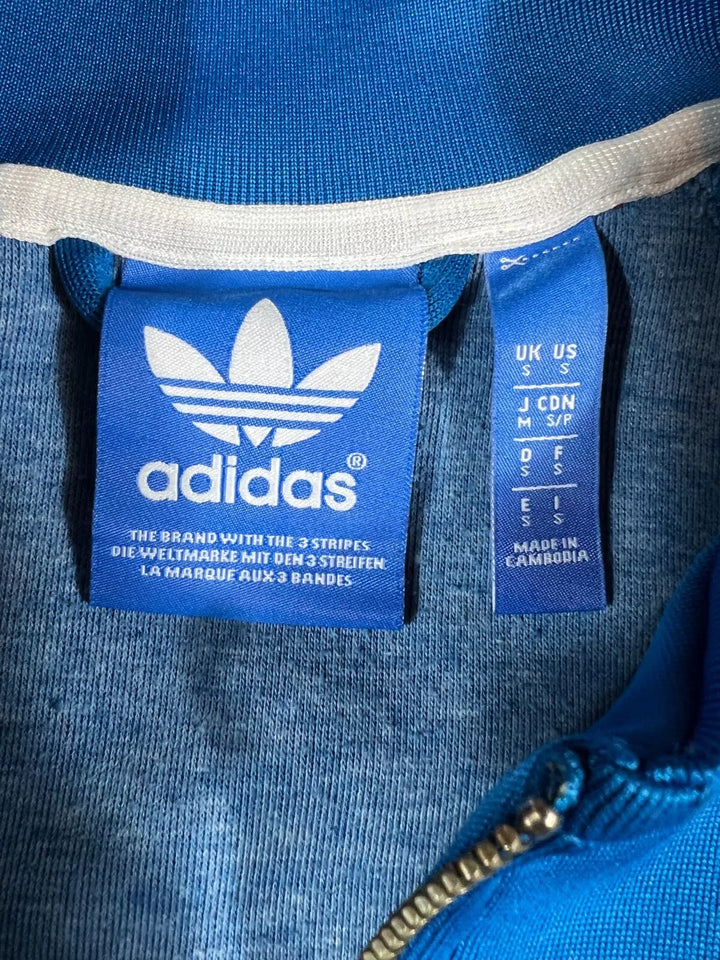 adidas®
THE BRAND WITH THE 3 STRIPES
DIE WELTMARKE MIT DEN 3 STREIFEN
LA MARQUE AUX 3 BANDES
UK US
S S
J CDN
M S/P
D F
S S
E I
S S
MADE IN
CAMBODIA